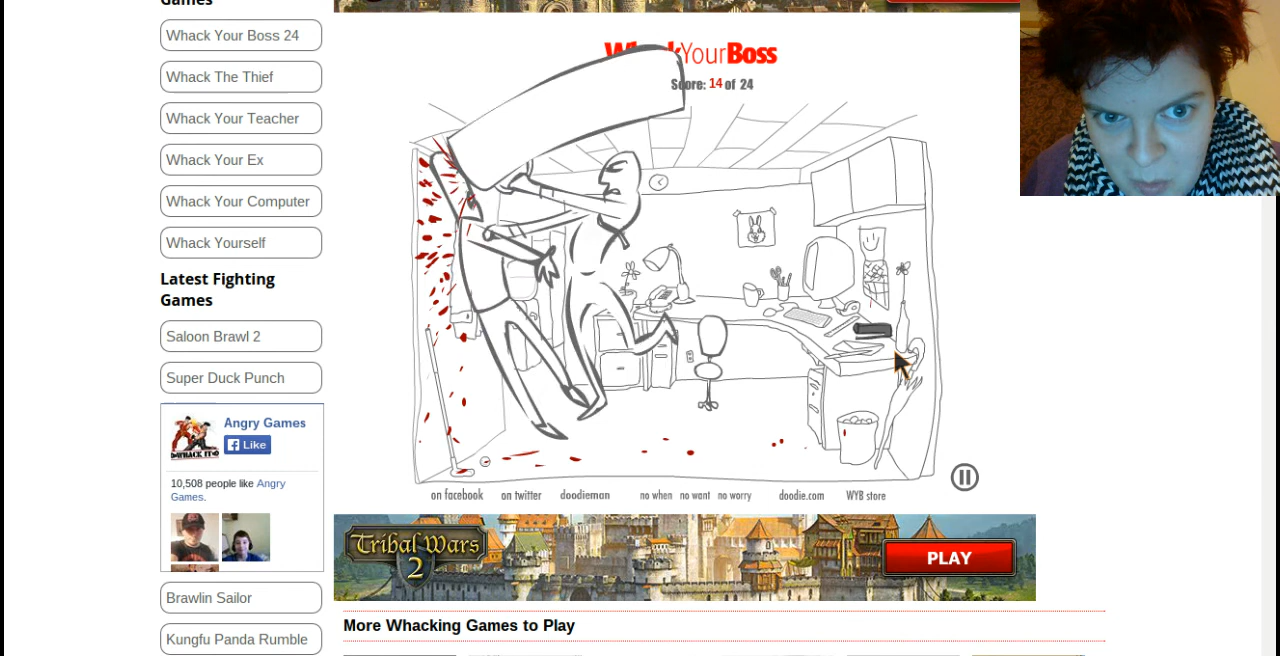 Games
Whack Your Boss 24
Whack The Thief
Whack Your Teacher
Whack Your Ex
Whack Your Computer
Whack Yourself
Latest Fighting
Games
Saloon Brawl 2
Super Duck Punch
Angry Games
Like
10,508 people like Angry
Games.
Brawlin Sailor
Kungfu Panda Rumble
WhackYourBoss
Score: 14 of 24
on facebook on twitter doodieman no when no want no worry doodie.com WYB store
Tribal Wars
2
PLAY
More Whacking Games to Play